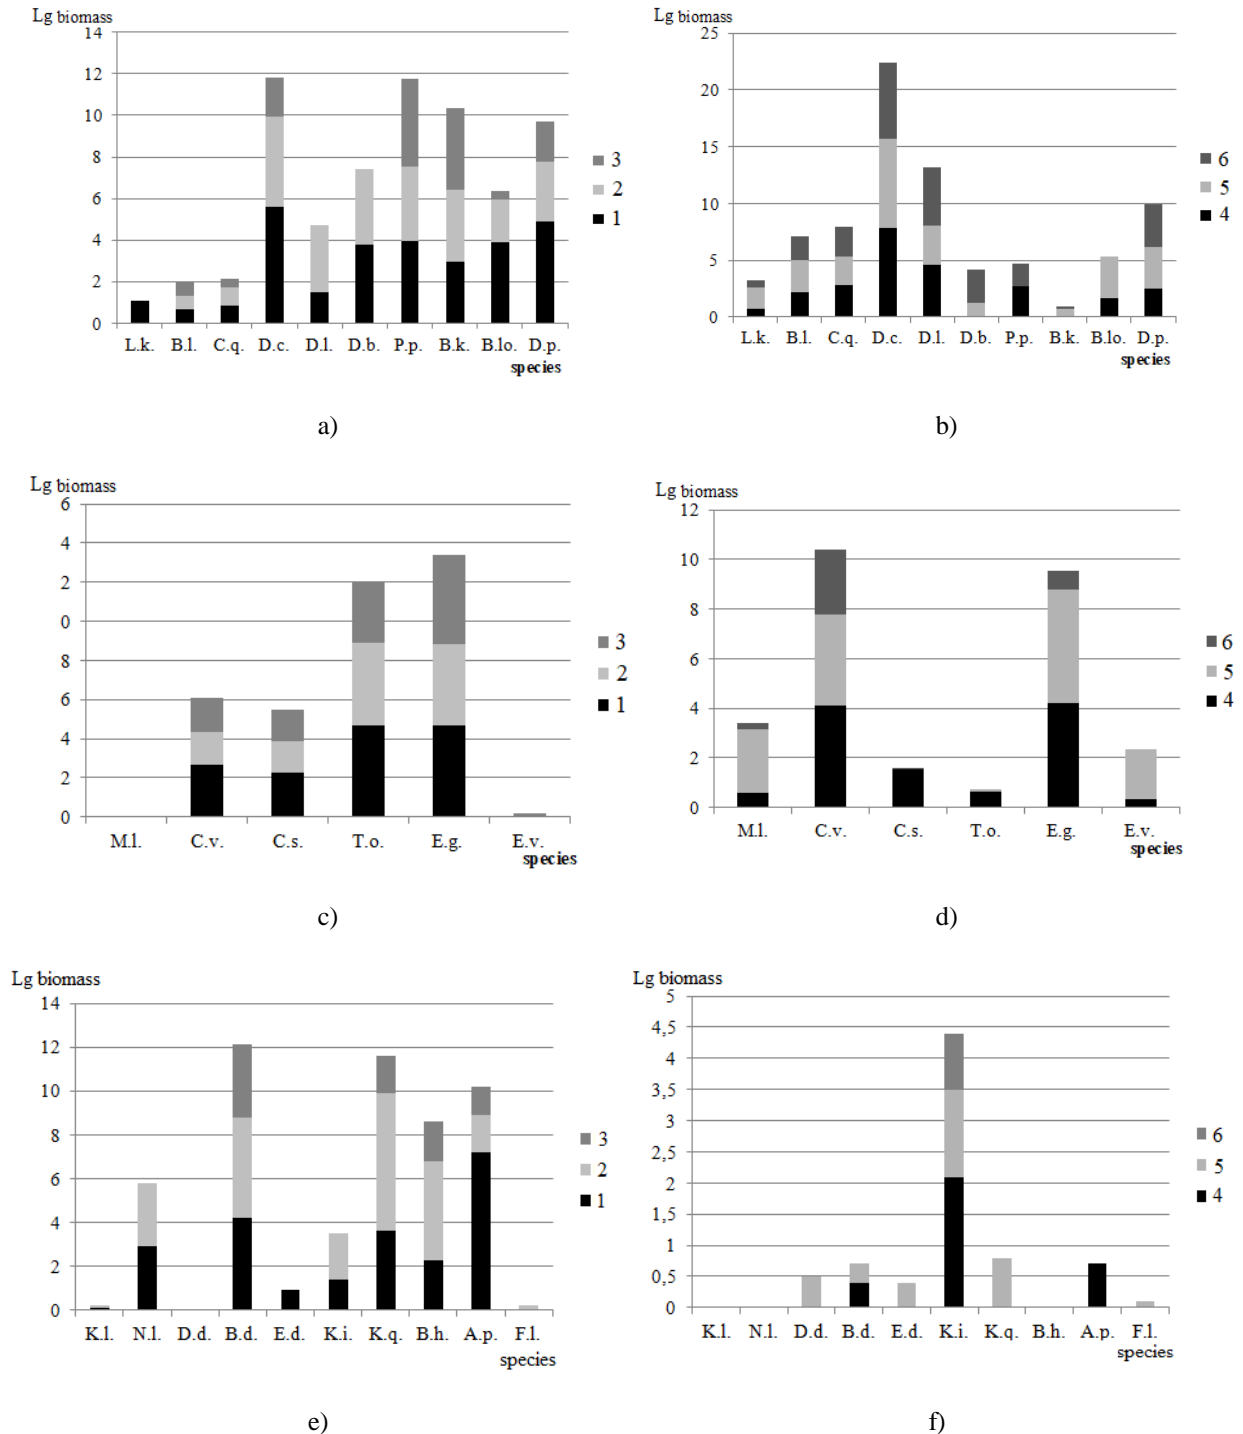 Lg biomass
14
12
10
8
6
4
2
0
L.k. B.l. C.q. D.c. D.l. D.b. P.p. B.k. B.lo. D.p.
species
3
2
1
a)
Lg biomass
25
20
15
10
5
0
L.k. B.l. C.q. D.c. D.l. D.b. P.p. B.k. B.lo. D.p.
species
6
5
4
b)
Lg biomass
6
4
2
0
8
6
4
2
0
M.l. C.v. C.s. T.o. E.g. E.v.
species
3
2
1
c)
Lg biomass
12
10
8
6
4
2
0
M.l. C.v. C.s. T.o. E.g. E.v.
species
6
5
4
d)
Lg biomass
14
12
10
8
6
4
2
0
K.l. N.l. D.d. B.d. E.d. K.i. K.q. B.h. A.p. F.l.
species
3
2
1
e)
Lg biomass
5
4,5
4
3,5
3
2,5
2
1,5
1
0,5
0
K.l. N.l. D.d. B.d. E.d. K.i. K.q. B.h. A.p. F.l.
species
6
5
4
f)